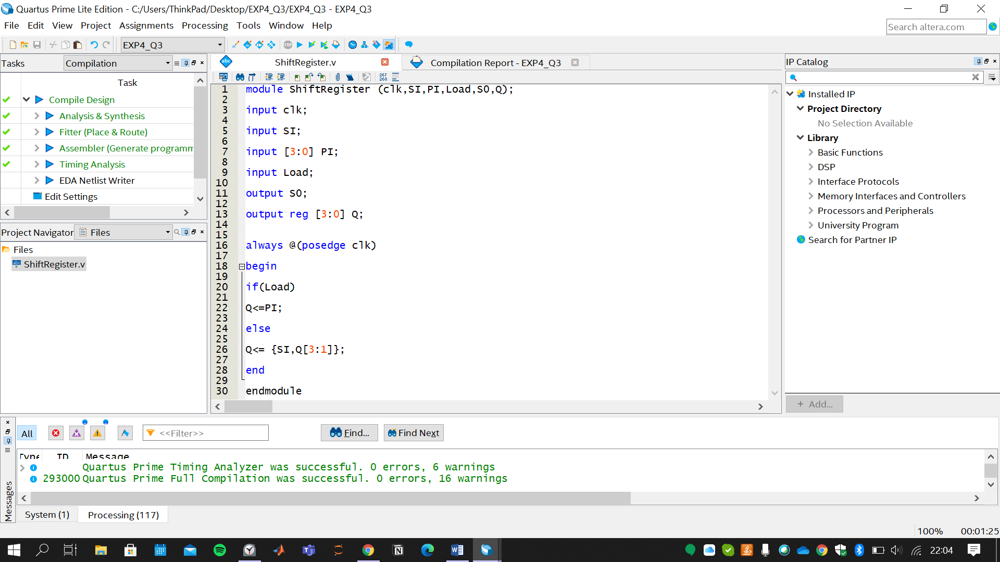 Quartus Prime Lite Edition - C:/Users/ThinkPad/Desktop/EXP4_Q3/EXP4_Q3 - EXP4_Q3
File Edit View Project Assignments Processing Tools Window Help
Search altera.com
EXP4_Q3
STOP
Tasks Compilation
Task
Compile Design
Analysis & Synthesis
Fitter (Place & Route)
Assembler (Generate programm
Timing Analysis
EDA Netlist Writer
Edit Settings
Project Navigator Files
Files
abc ShiftRegister.v
abc ShiftRegister.v
Compilation Report - EXP4_Q3
267
268
1 module ShiftRegister (clk,SI,PI,Load,SO,Q);
2
3 input clk;
4
5 input SI;
6
7 input [3:0] PI;
8
9 input Load;
10
11 output SO;
12
13 output reg [3:0] Q;
14
15
16 always @(posedge clk)
17
18 begin
19
20 if(Load)
21
22 Q<=PI;
23
24 else
25
26 Q<= {SI,Q[3:1]};
27
28 end
29
30 endmodule
IP Catalog
Installed IP
Project Directory
No Selection Available
Library
Basic Functions
DSP
Interface Protocols
Memory Interfaces and Controllers
Processors and Peripherals
University Program
Search for Partner IP
+ Add...
All
<<Filter>>
Find...
Find Next
Type ID Message
Quartus Prime Timing Analyzer was successful. 0 errors, 6 warnings
293000 Quartus Prime Full Compilation was successful. 0 errors, 16 warnings
Messages
System (1) Processing (117)
100% 00:01:25
22:04